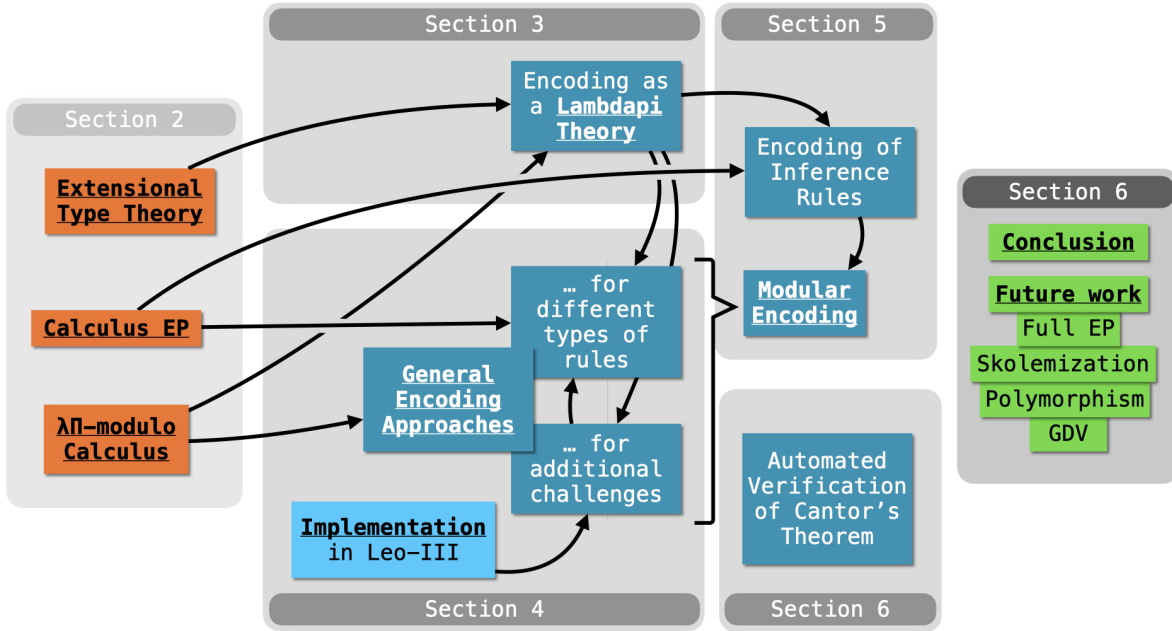 Section 2
Extensional
Type Theory
Calculus EP
λΠ-modulo
Calculus
Section 3
Encoding as
a Lambdapi
Theory
… for
different
types of
rules
General
Encoding
Approaches
… for
additional
challenges
Implementation
in Leo-III
Section 4
Section 5
Encoding of
Inference
Rules
Modular
Encoding
Automated
Verification
of Cantor’s
Theorem
Section 6
Section 6
Conclusion
Future work
Full EP
Skolemization
Polymorphism
GDV